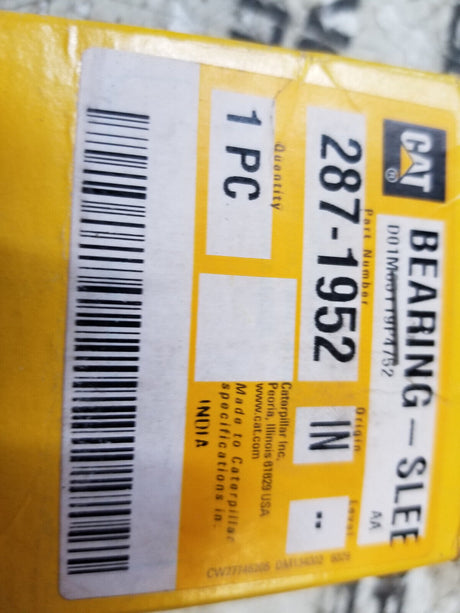 CAT ®
BEARING – SLEE
AA
Part Number
287-1952
Origin
IN
Level
--
Quantity
1 PC
Caterpillar Inc.
Peoria, Illinois 61629 USA
www.cat.com
Made to Caterpillar
specifications in.
INDIA